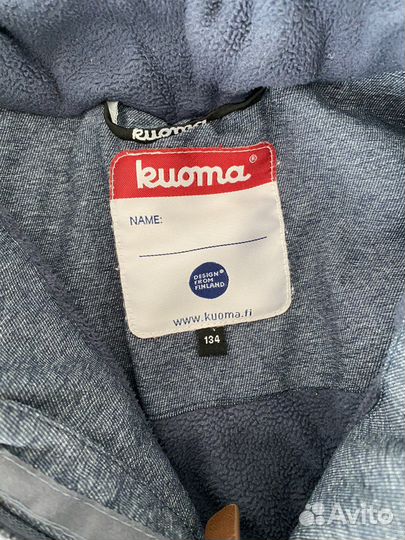 kuoma
kuoma®
NAME:
DESIGN®
FROM
FINLAND
www.kuoma.fi
134
Avito